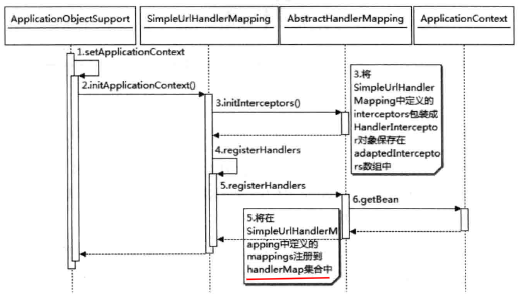 ApplicationObjectSupport
SimpleUrlHandlerMapping
AbstractHandlerMapping
ApplicationContext
1.setApplicationContext
2.initApplicationContext()
3.initInterceptors()
3.将
SimpleUrlHandler
Mapping中定义的
interceptors包装成
HandlerIntercepto
r对象保存在
adaptedIntercepto
rs数组中
4.registerHandlers
5.registerHandlers
6.getBean
5.将在
SimpleUrlHandlerM
apping中定义的
mappings注册到
handlerMap集合中